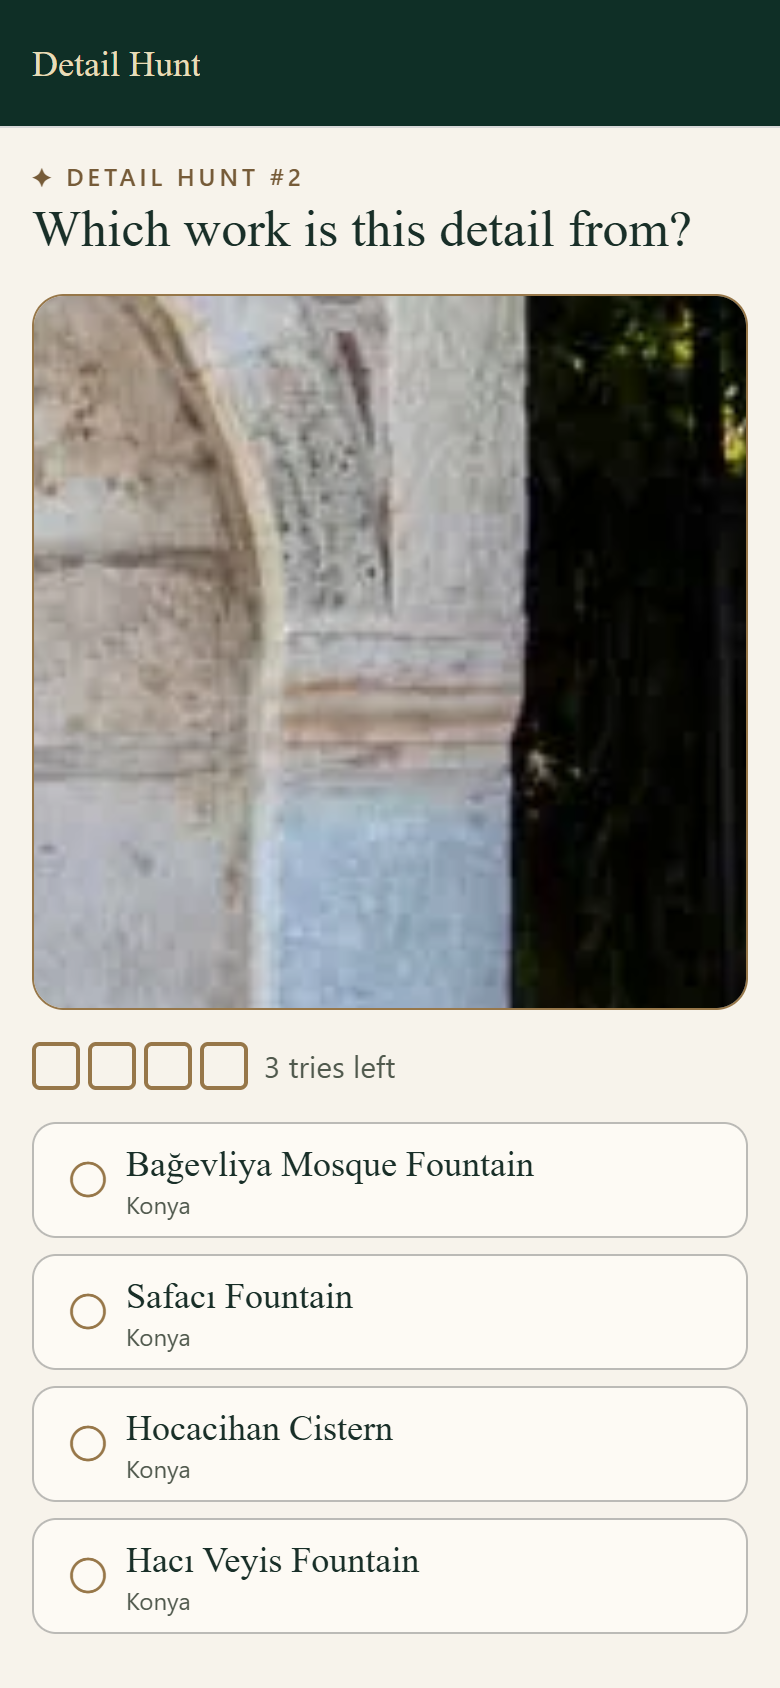 Detail Hunt
✦ DETAIL HUNT #2
Which work is this detail from?
3 tries left
Bağevliya Mosque Fountain
Konya
Safacı Fountain
Konya
Hocacihan Cistern
Konya
Hacı Veyis Fountain
Konya